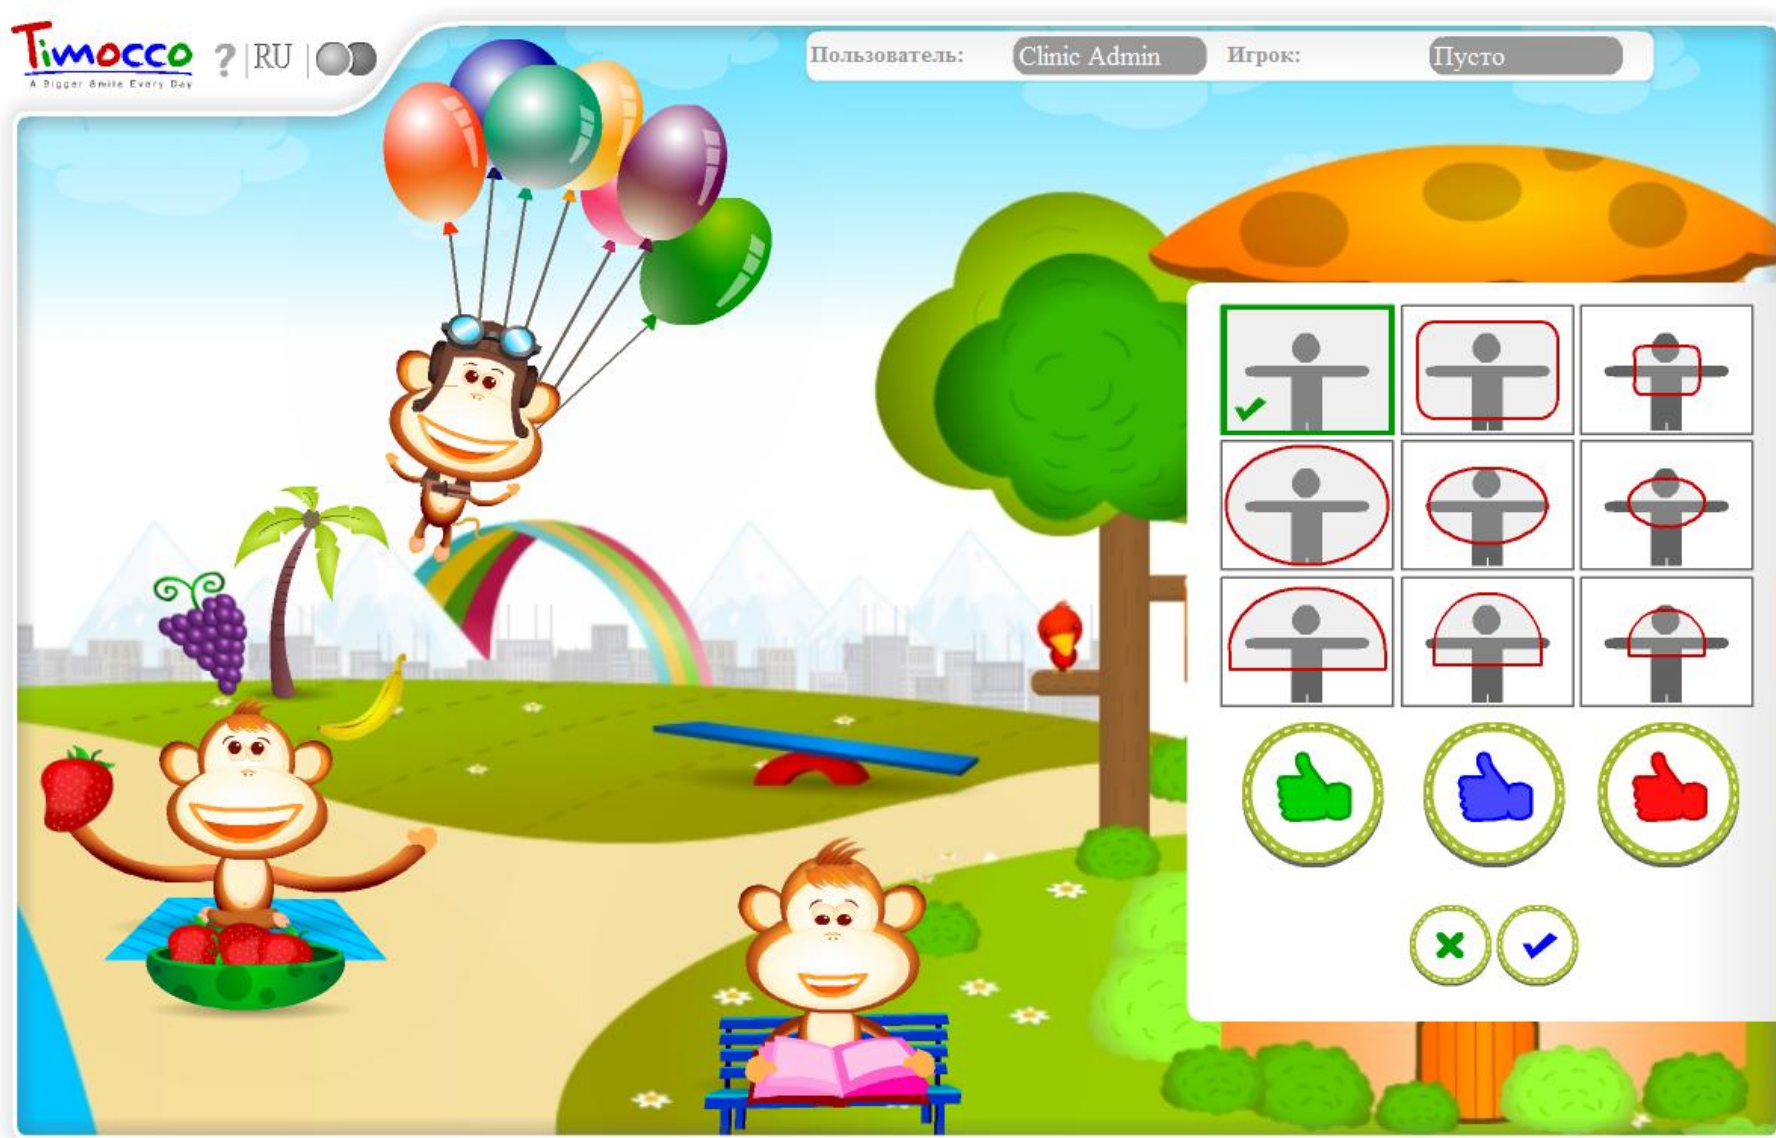 Timocco
A Bigger Smile Every Day
? RU
Пользователь: Clinic Admin Игрок: Пусто